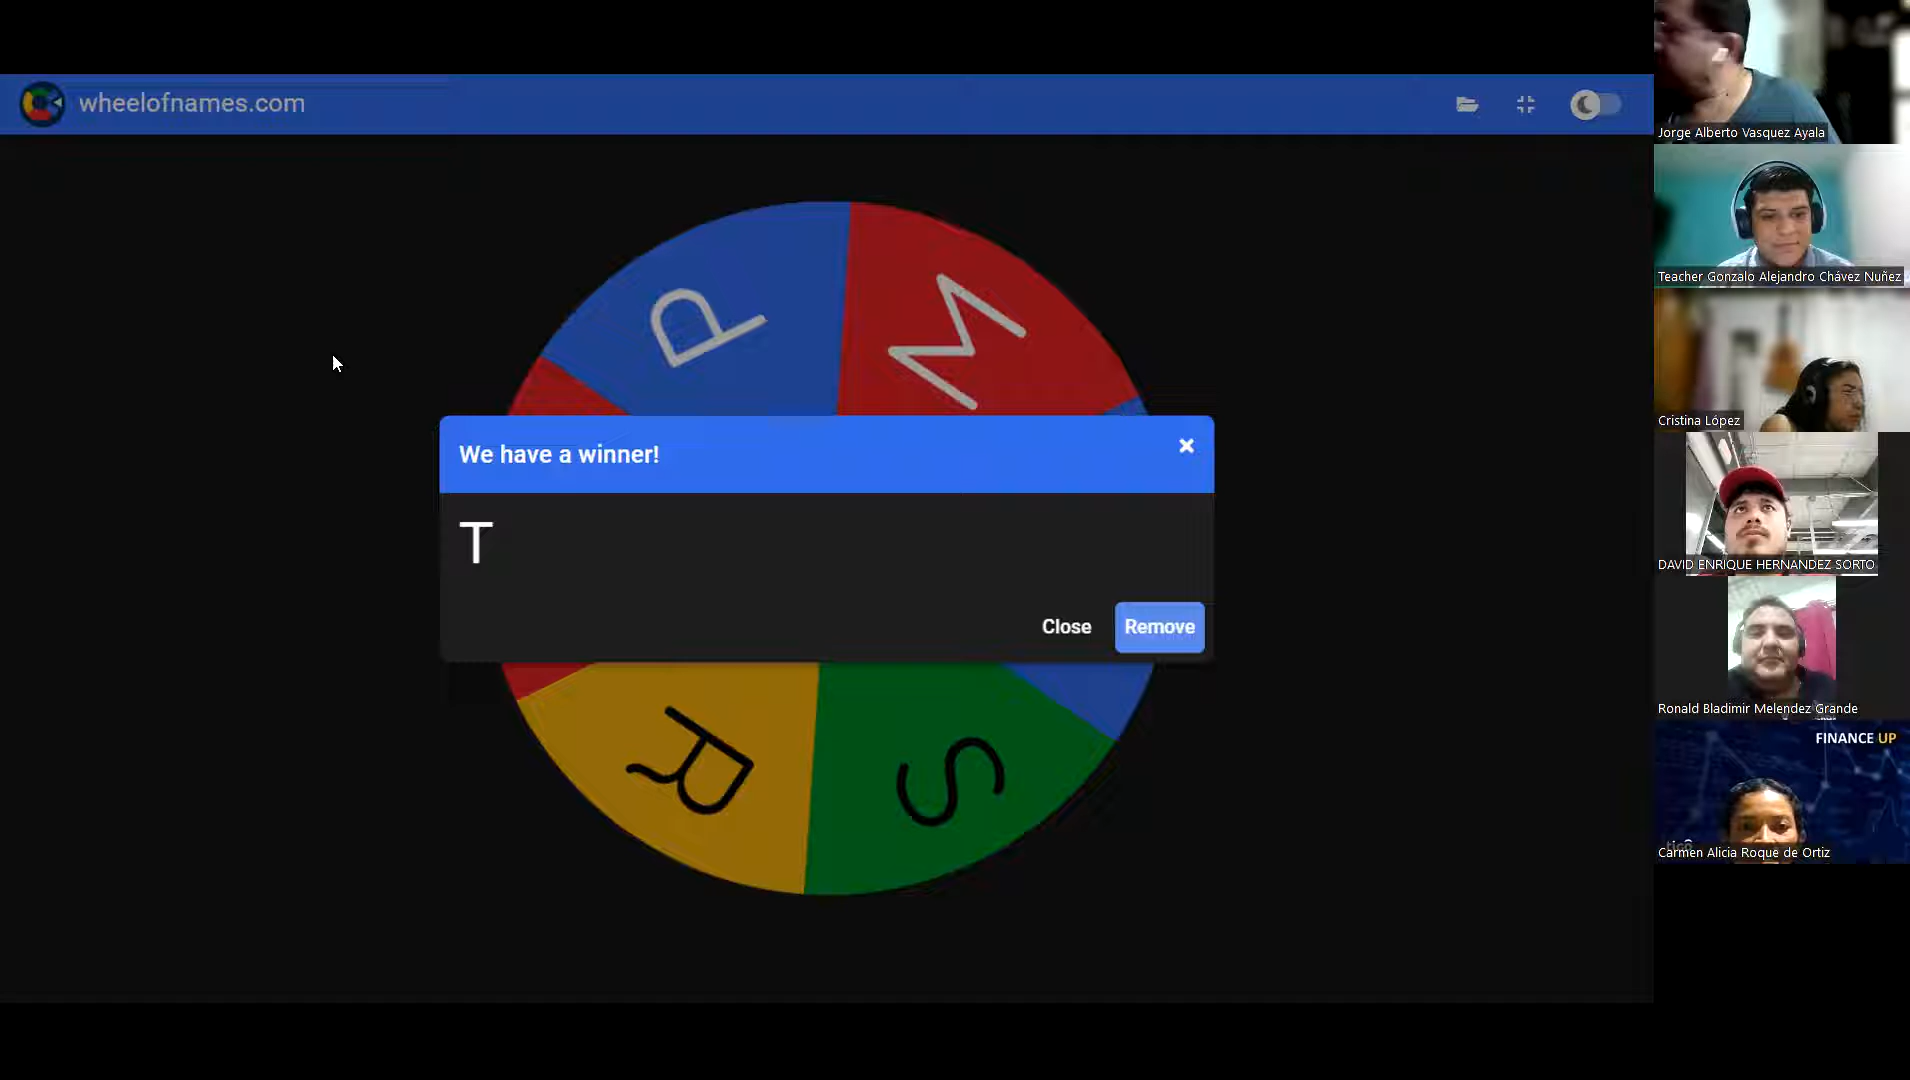 wheelofnames.com
P
M
We have a winner!
T
Close
Remove
R
S
Jorge Alberto Vasquez Ayala
Teacher Gonzalo Alejandro Chávez Nuñez
Cristina López
DAVID ENRIQUE HERNANDEZ SORTO
Ronald Bladimir Melendez Grande
FINANCE UP
Carmen Alicia Roque de Ortiz